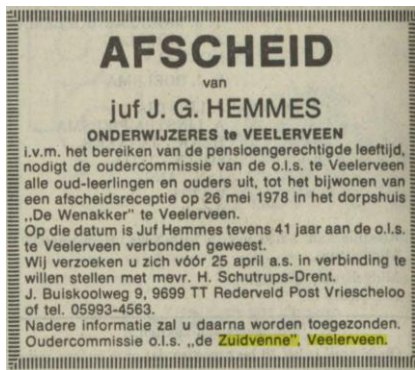 AFSCHEID
van
juf J. G. HEMMES
ONDERWIJZERES te VEELERVEEN
i.v.m. het bereiken van de pensioengerechtigde leeftijd,
nodigt de oudercommissie van de o.l.s. te Veelerveen
alle oud-leerlingen en ouders uit, tot het bijwonen van
een afscheidsreceptie op 26 mei 1978 in het dorpshuis
„De Wenakker" te Veelerveen.
Op die datum is Juf Hemmes tevens 41 jaar aan de o.l.s.
te Veelerveen verbonden geweest.
Wij verzoeken u zich vóór 25 april a.s. in verbinding te
willen stellen met mevr. H. Schutrups-Drent.
J. Buiskoolweg 9, 9699 TT Rederveld Post Vriescheloo
of tel. 05993-4563.
Nadere informatie zal u daarna worden toegezonden.
Oudercommissie o.l.s. „de Zuidvenne", Veelerveen.